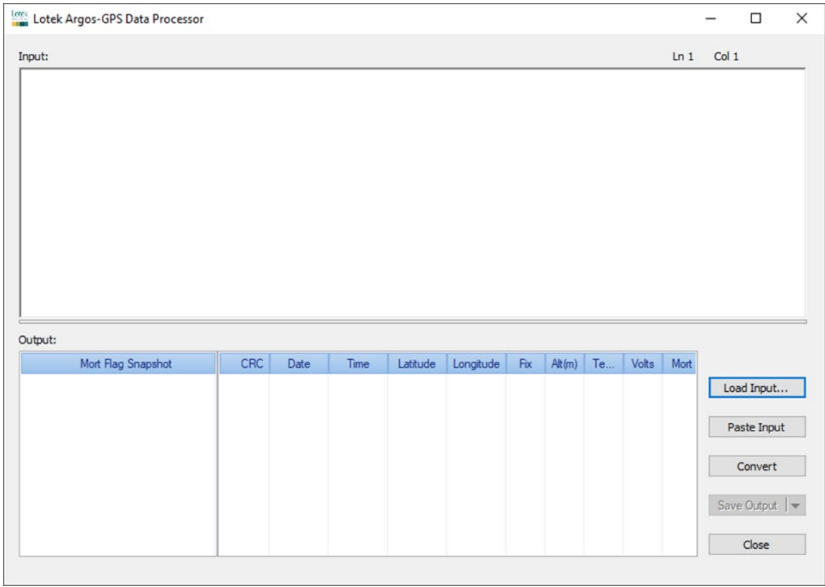 Lotek Lotek Argos-GPS Data Processor
Input: Ln 1 Col 1
Output:
Mort Flag Snapshot CRC Date Time Latitude Longitude Fix Alt(m) Te... Volts Mort
Load Input...
Paste Input
Convert
Save Output
Close